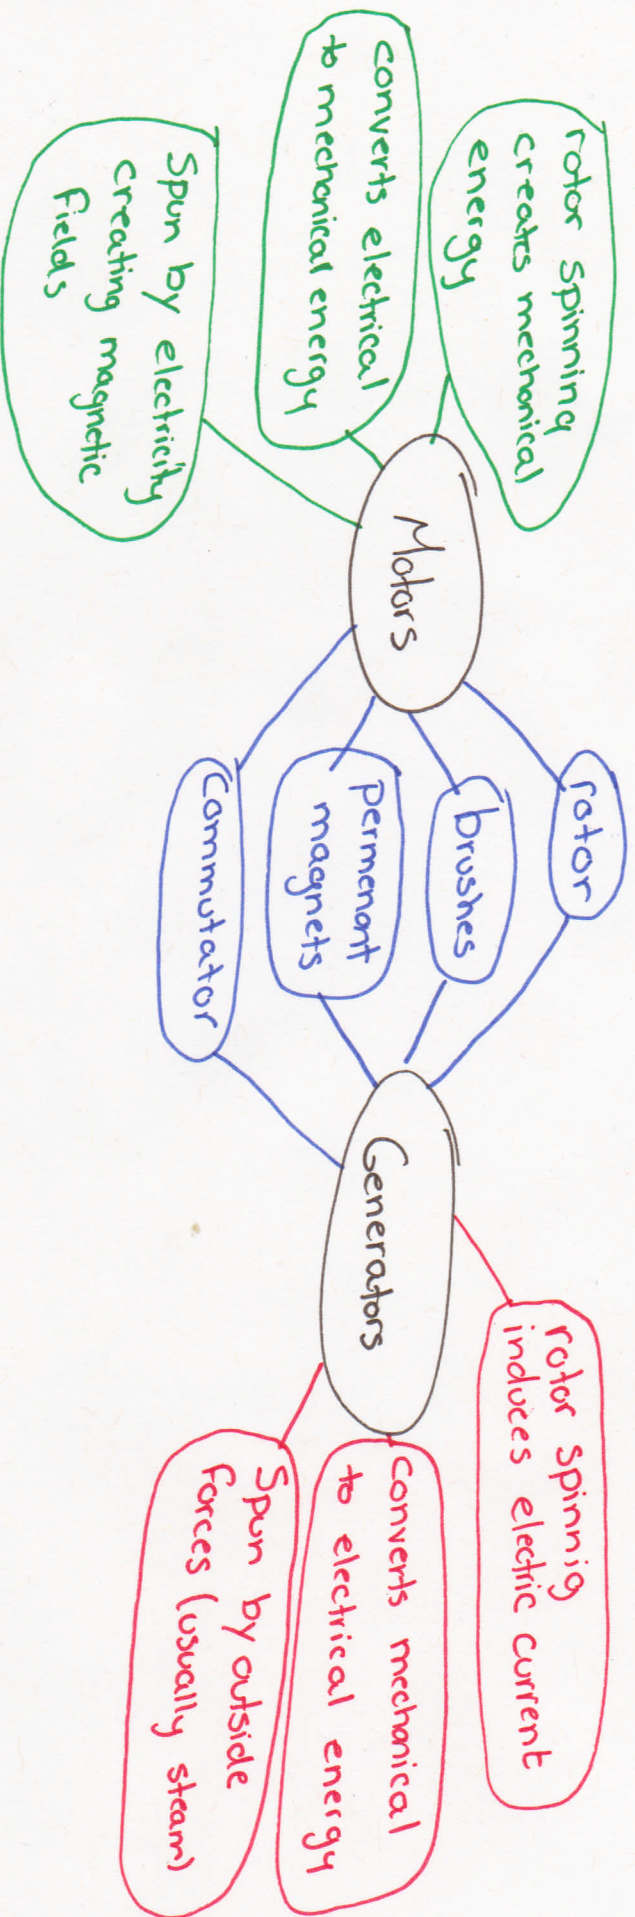 rotor spinning
creates mechanical
energy
converts electrical
to mechanical energy
Spun by electricity
creating magnetic
fields
Motors
rotor
brushes
permenant
magnets
Commutator
Generators
rotor spinnig
induces electric current
converts mechanical
to electrical energy
Spun by outside
forces (usually steam)